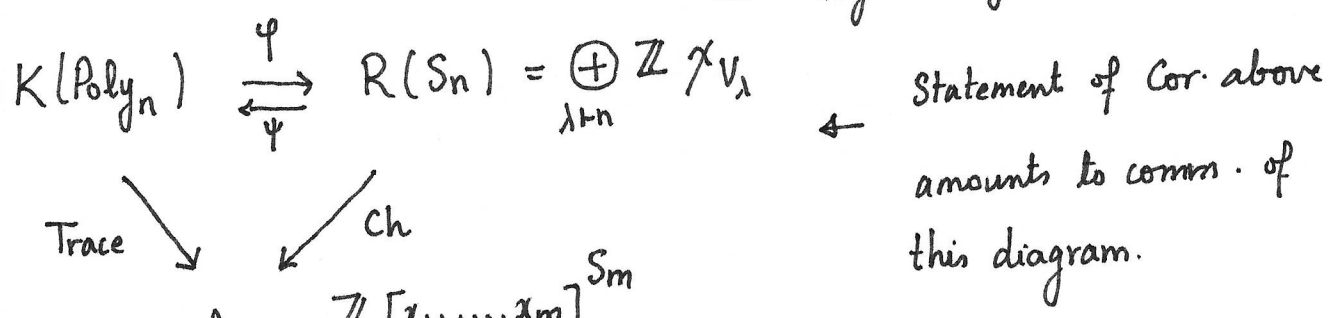 K(Poly_n) φ ⇄ ψ R(S_n) = ⊕_{λ⊢n} ℤ χ_{V_λ}
← Statement of Cor. above
amounts to comm. of
this diagram.
Trace ↘ ↙ Ch
ℤ[x_1,...,x_m]^{S_m}